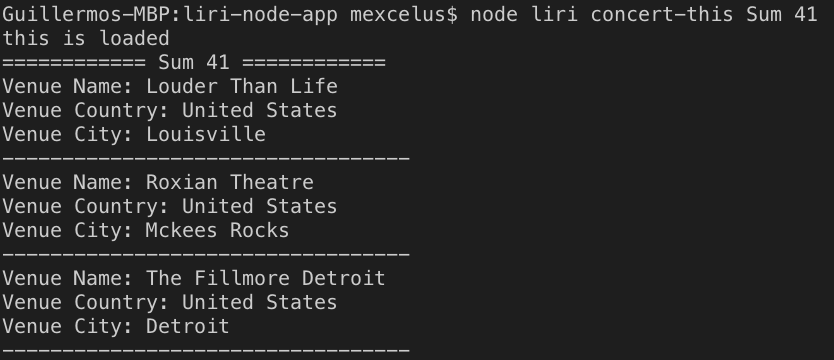 Guillermos-MBP:liri-node-app mexcelus$ node liri concert-this Sum 41
this is loaded
============ Sum 41 ============
Venue Name: Louder Than Life
Venue Country: United States
Venue City: Louisville
----------------------------------
Venue Name: Roxian Theatre
Venue Country: United States
Venue City: Mckees Rocks
----------------------------------
Venue Name: The Fillmore Detroit
Venue Country: United States
Venue City: Detroit
----------------------------------